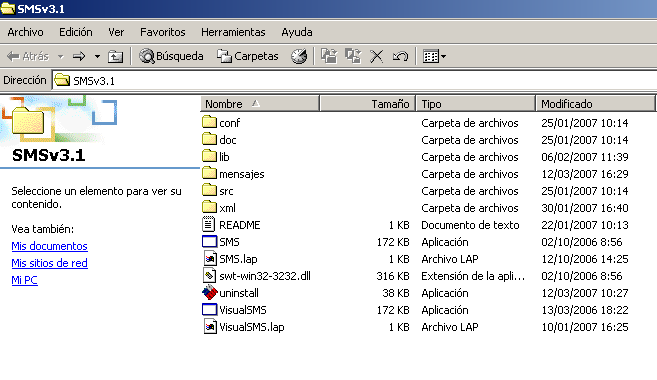 SMSv3.1
Archivo Edición Ver Favoritos Herramientas Ayuda
Atrás Búsqueda Carpetas
Dirección SMSv3.1
Nombre Tamaño Tipo Modificado
conf Carpeta de archivos 25/01/2007 10:14
doc Carpeta de archivos 25/01/2007 10:14
lib Carpeta de archivos 06/02/2007 11:39
mensajes Carpeta de archivos 12/03/2007 16:29
src Carpeta de archivos 25/01/2007 10:14
xml Carpeta de archivos 30/01/2007 16:40
README 1 KB Documento de texto 22/01/2007 10:13
SMS 172 KB Aplicación 02/10/2006 8:56
SMS.lap 1 KB Archivo LAP 12/10/2006 14:25
swt-win32-3232.dll 316 KB Extensión de la apli... 02/10/2006 8:56
uninstall 38 KB Aplicación 12/03/2007 10:27
VisualSMS 172 KB Aplicación 13/03/2006 18:22
VisualSMS.lap 1 KB Archivo LAP 10/01/2007 16:25
SMSv3.1
Seleccione un elemento para ver su
contenido.
Vea también:
Mis documentos
Mis sitios de red
Mi PC